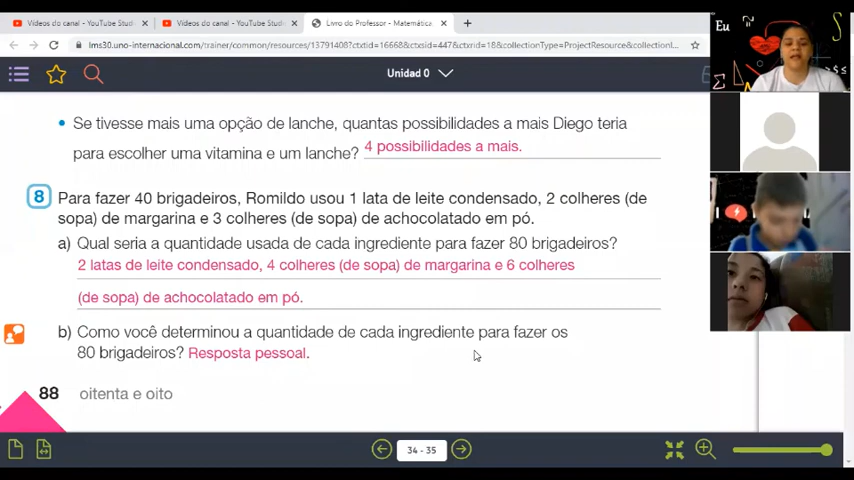 Vídeos do canal - YouTube Stud
Vídeos do canal - YouTube Stud
Livro do Professor - Matemática
lms30.uno-internacional.com/trainer/common/resources/13791408?ctxtid=16668&ctxsid=447&ctxrid=18&collectionType=ProjectResource&collectionI...
Unidad 0
Eu
• Se tivesse mais uma opção de lanche, quantas possibilidades a mais Diego teria
para escolher uma vitamina e um lanche? 4 possibilidades a mais.
8 Para fazer 40 brigadeiros, Romildo usou 1 lata de leite condensado, 2 colheres (de
sopa) de margarina e 3 colheres (de sopa) de achocolatado em pó.
a) Qual seria a quantidade usada de cada ingrediente para fazer 80 brigadeiros?
2 latas de leite condensado, 4 colheres (de sopa) de margarina e 6 colheres
(de sopa) de achocolatado em pó.
b) Como você determinou a quantidade de cada ingrediente para fazer os
80 brigadeiros? Resposta pessoal.
88 oitenta e oito
34 - 35